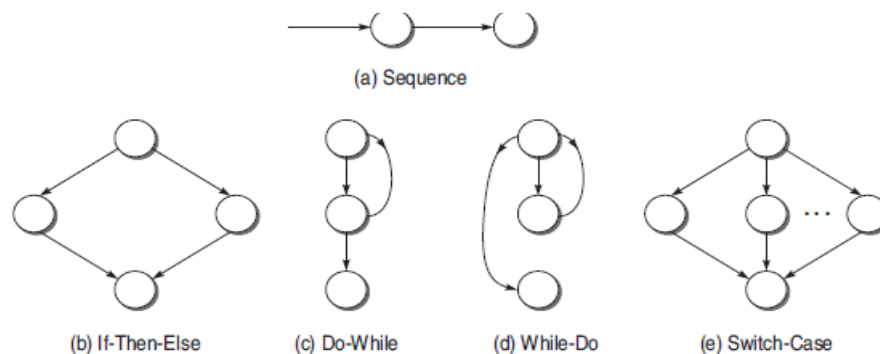 (a) Sequence
(b) If-Then-Else
(c) Do-While
(d) While-Do
(e) Switch-Case